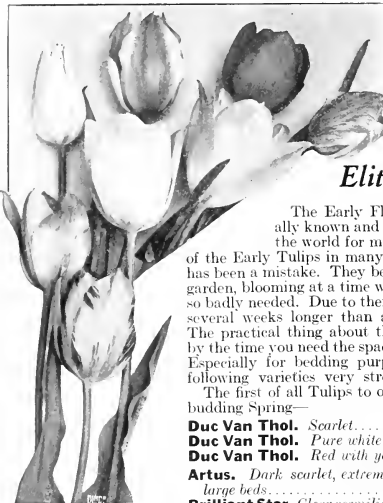 Elit
The Early Fl
ally known and
the world for m
of the Early Tulips in many
has been a mistake. They be
garden, blooming at a time w
so badly needed. Due to thei
several weeks longer than a
The practical thing about th
by the time you need the spac
Especially for bedding purp
following varieties very str
The first of all Tulips to o
budding Spring—
Duc Van Thol. Scarlet....
Duc Van Thol. Pure white
Duc Van Thol. Red with y
Artus. Dark scarlet, extrem
large beds..............
Brilliant Star.